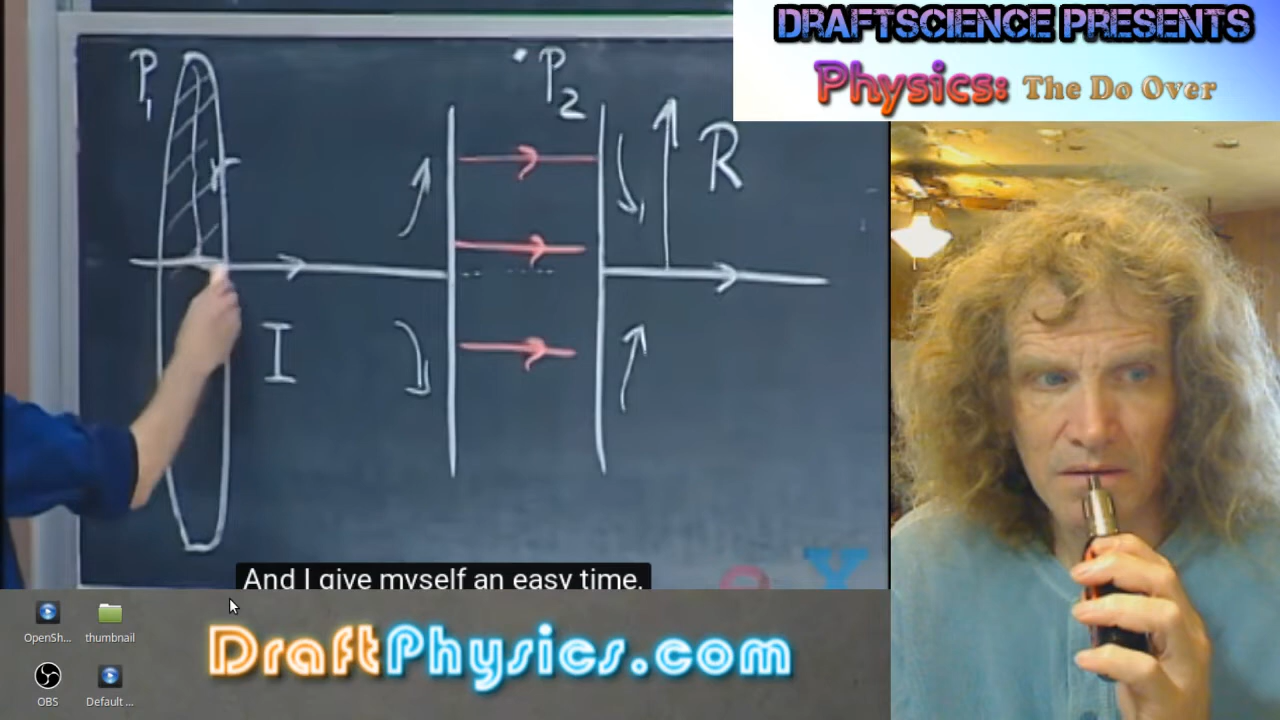 DRAFTSCIENCE PRESENTS
Physics: The Do Over
P1
P2
r
R
I
And I give myself an easy time.
OpenSh...
thumbnail
OBS
Default ...
DraftPhysics.com